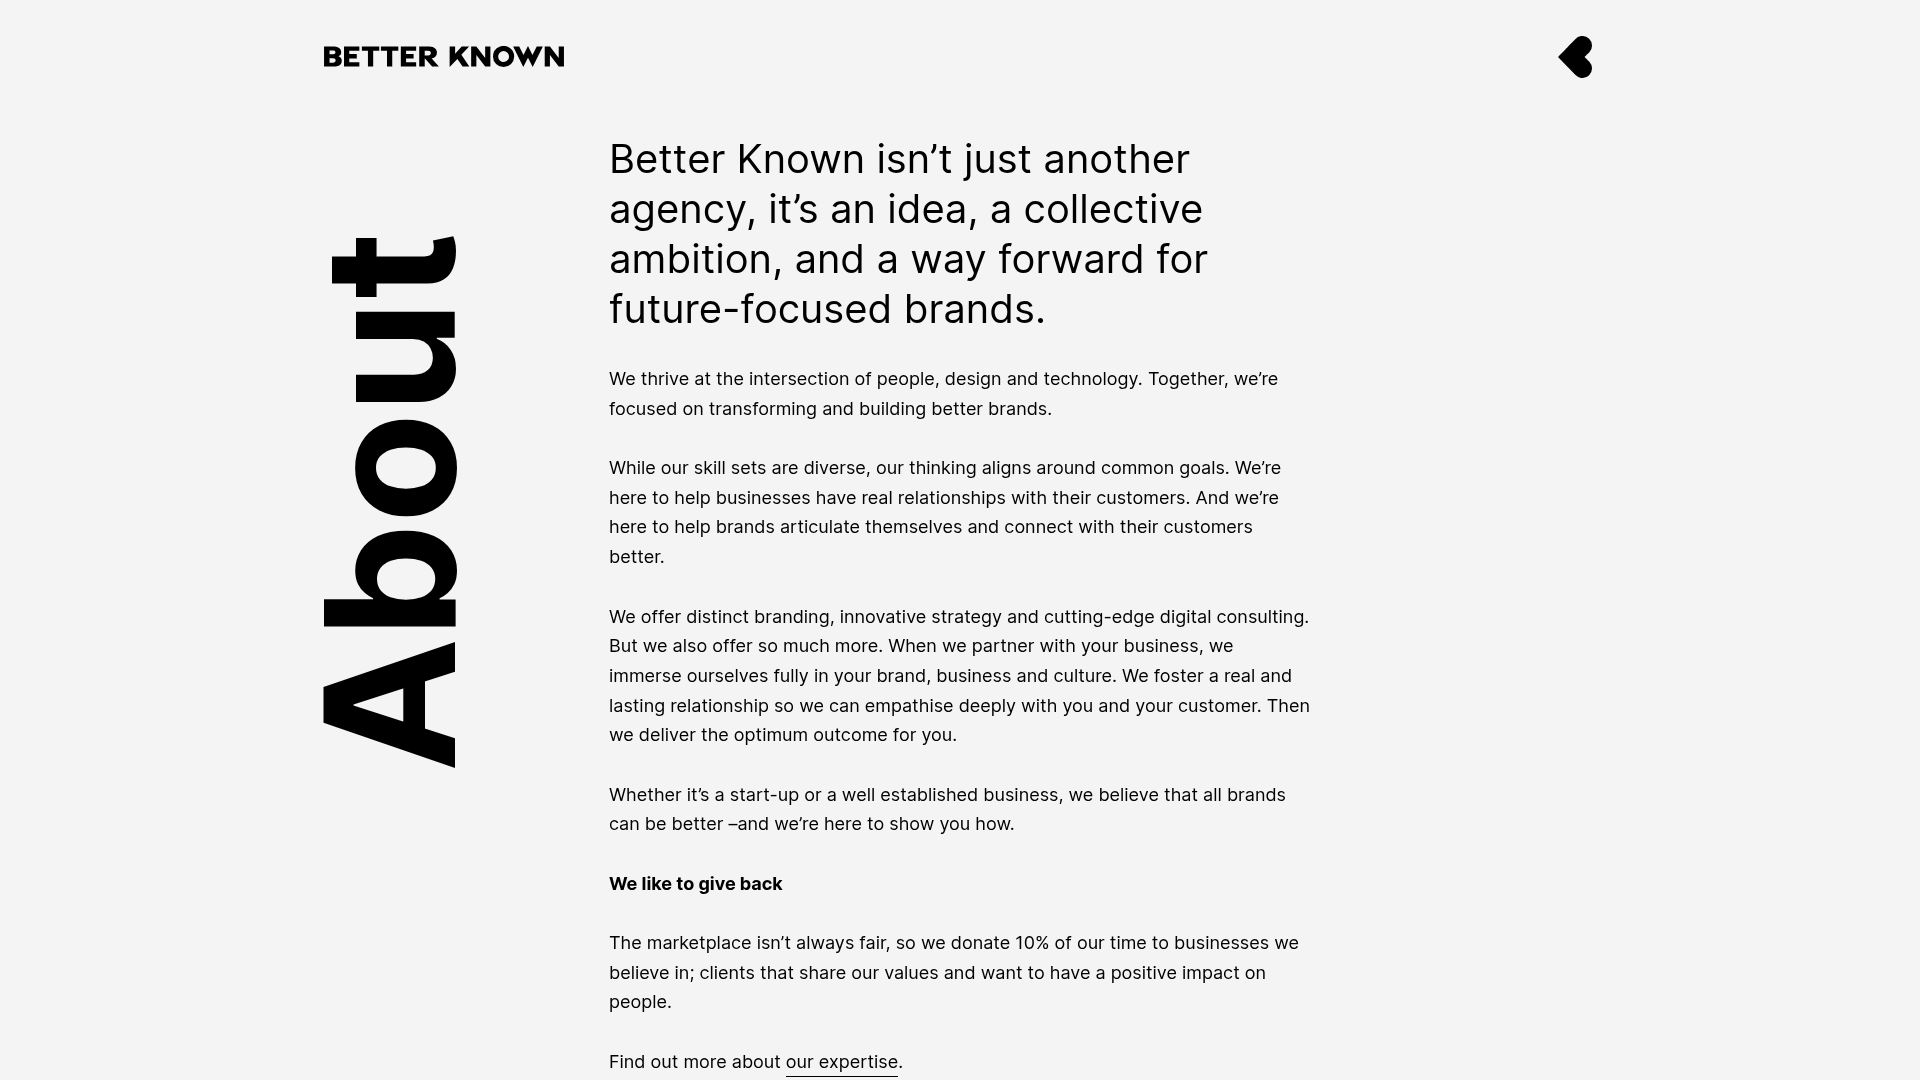 BETTER KNOWN
About
Better Known isn’t just another
agency, it’s an idea, a collective
ambition, and a way forward for
future-focused brands.
We thrive at the intersection of people, design and technology. Together, we’re
focused on transforming and building better brands.
While our skill sets are diverse, our thinking aligns around common goals. We’re
here to help businesses have real relationships with their customers. And we’re
here to help brands articulate themselves and connect with their customers
better.
We offer distinct branding, innovative strategy and cutting-edge digital consulting.
But we also offer so much more. When we partner with your business, we
immerse ourselves fully in your brand, business and culture. We foster a real and
lasting relationship so we can empathise deeply with you and your customer. Then
we deliver the optimum outcome for you.
Whether it’s a start-up or a well established business, we believe that all brands
can be better –and we’re here to show you how.
We like to give back
The marketplace isn’t always fair, so we donate 10% of our time to businesses we
believe in; clients that share our values and want to have a positive impact on
people.
Find out more about our expertise.